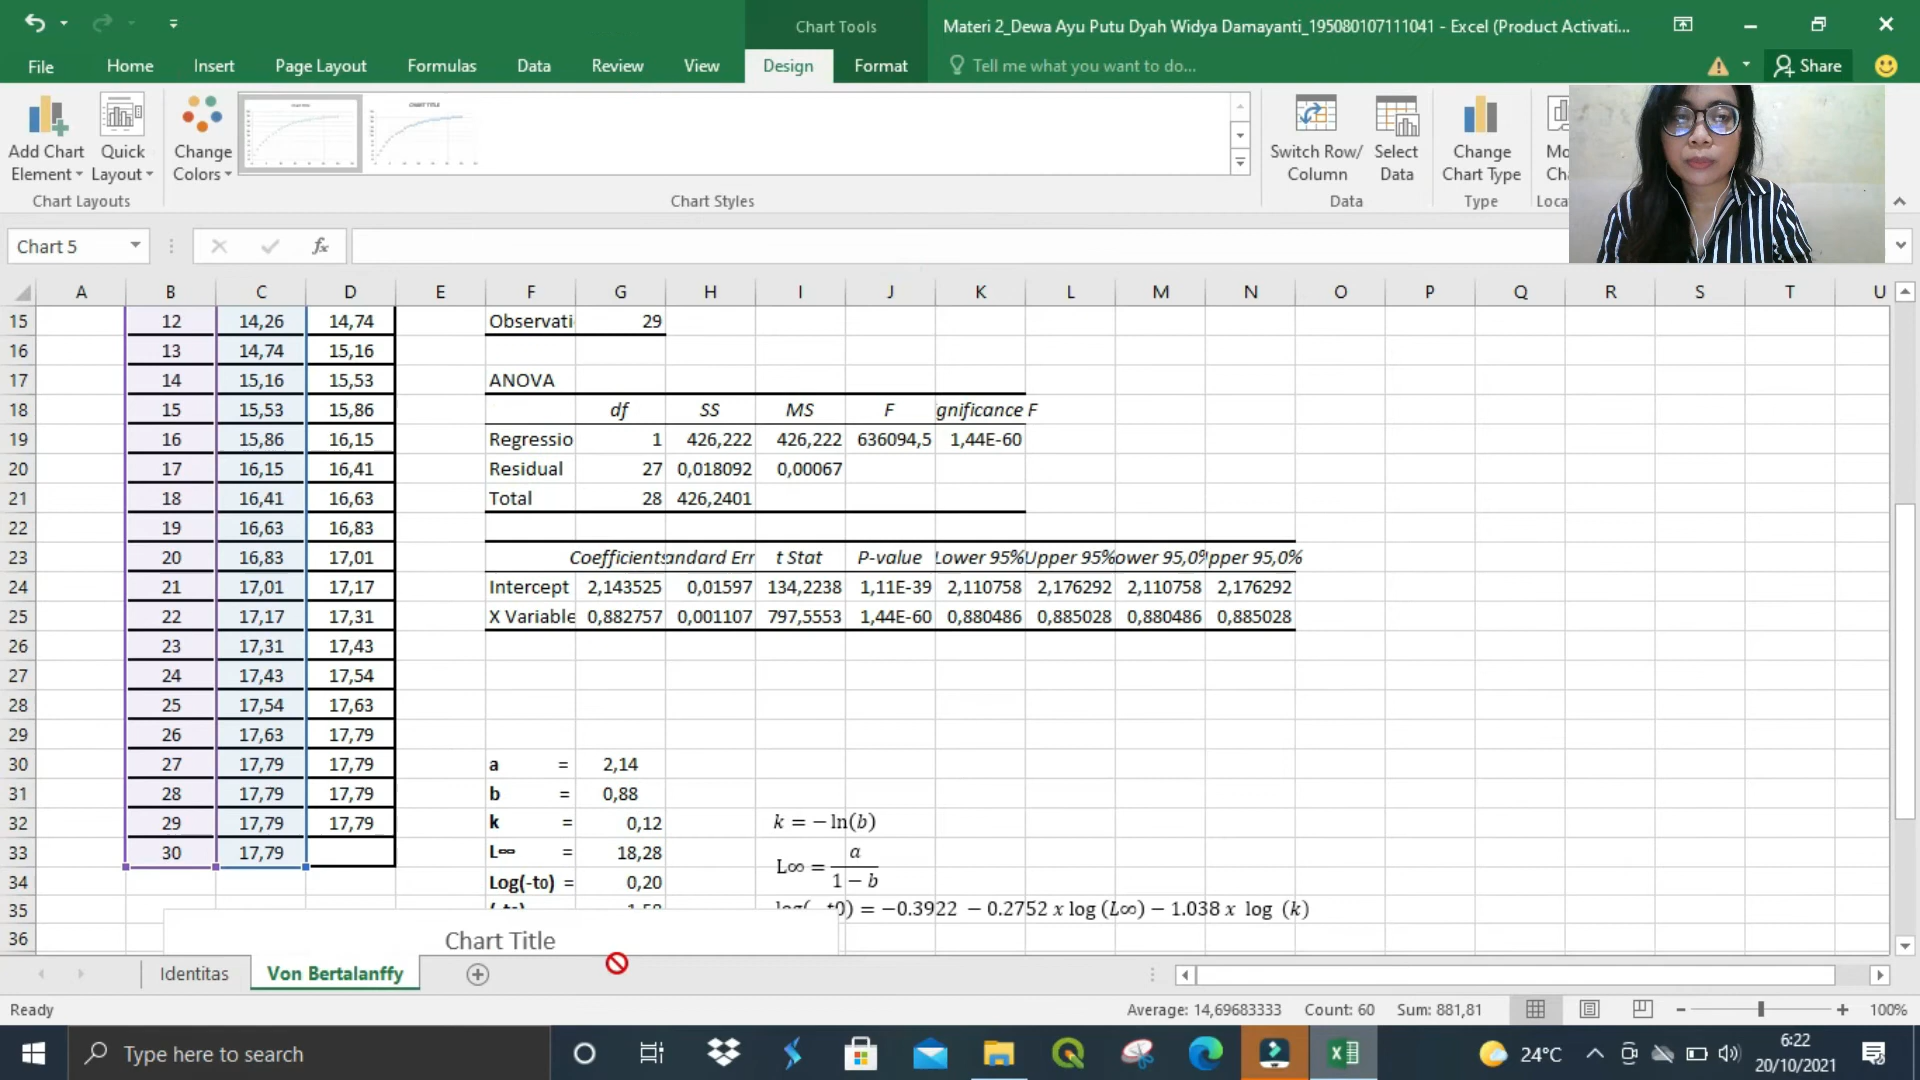 Chart Tools
Materi 2_Dewa Ayu Putu Dyah Widya Damayanti_195080107111041 - Excel (Product Activati...
File Home Insert Page Layout Formulas Data Review View Design Format Tell me what you want to do... Share
Add Chart Element Quick Layout Change Colors Switch Row/ Column Select Data Change Chart Type Mo Ch
Chart Layouts Chart Styles Data Type Loca
Chart 5 fx
A B C D E F G H I J K L M N O P Q R S T U
15 12 14,26 14,74 Observati 29
16 13 14,74 15,16
17 14 15,16 15,53 ANOVA
18 15 15,53 15,86 df SS MS F gnificance F
19 16 15,86 16,15 Regressio 1 426,222 426,222 636094,5 1,44E-60
20 17 16,15 16,41 Residual 27 0,018092 0,00067
21 18 16,41 16,63 Total 28 426,2401
22 19 16,63 16,83
23 20 16,83 17,01 Coefficients andard Err t Stat P-value Lower 95% Upper 95% ower 95,0% pper 95,0%
24 21 17,01 17,17 Intercept 2,143525 0,01597 134,2238 1,11E-39 2,110758 2,176292 2,110758 2,176292
25 22 17,17 17,31 X Variable 0,882757 0,001107 797,5553 1,44E-60 0,880486 0,885028 0,880486 0,885028
26 23 17,31 17,43
27 24 17,43 17,54
28 25 17,54 17,63
29 26 17,63 17,79
30 27 17,79 17,79 a = 2,14
31 28 17,79 17,79 b = 0,88
32 29 17,79 17,79 k = 0,12 k = −ln(b)
33 30 17,79 L∞ = 18,28 L∞ = a / 1 − b
34 Log(-t0) = 0,20
35 t0) = −0.3922 − 0.2752 x log (L∞) − 1.038 x log (k)
36 Chart Title
Identitas Von Bertalanffy
Ready Average: 14,69683333 Count: 60 Sum: 881,81 100%
Type here to search 24°C 6:22
20/10/2021